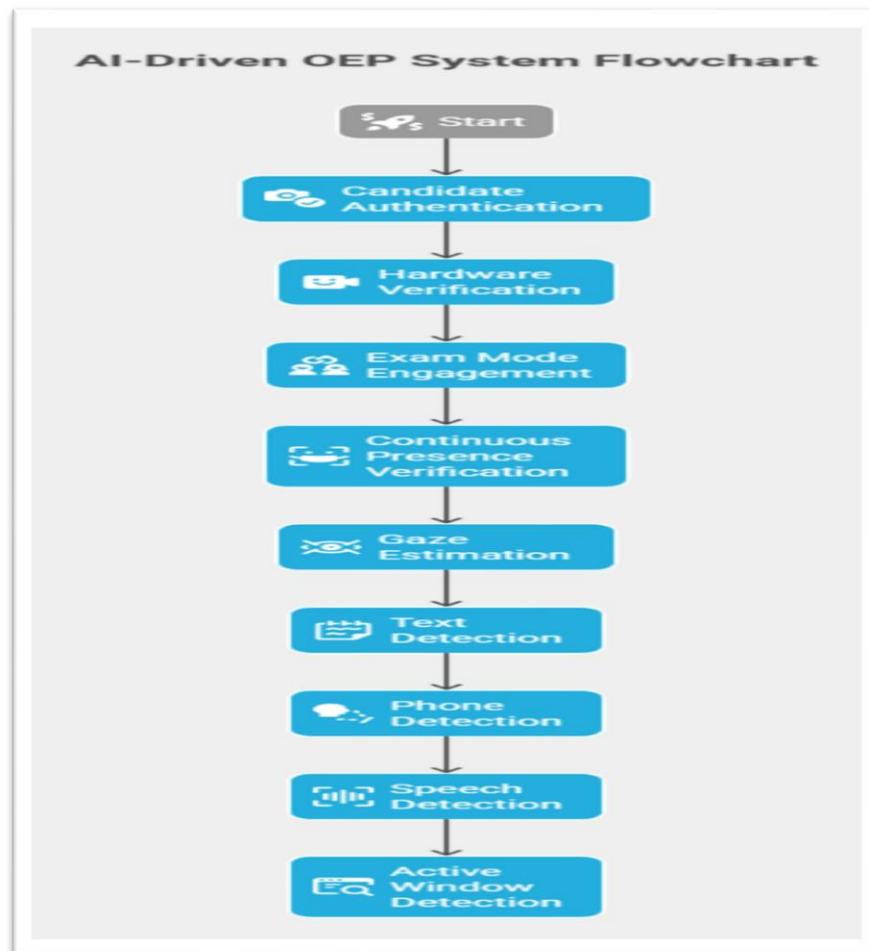 AI-Driven OEP System Flowchart
Start
Candidate
Authentication
Hardware
Verification
Exam Mode
Engagement
Continuous
Presence
Verification
Gaze
Estimation
Text
Detection
Phone
Detection
Speech
Detection
Active
Window
Detection